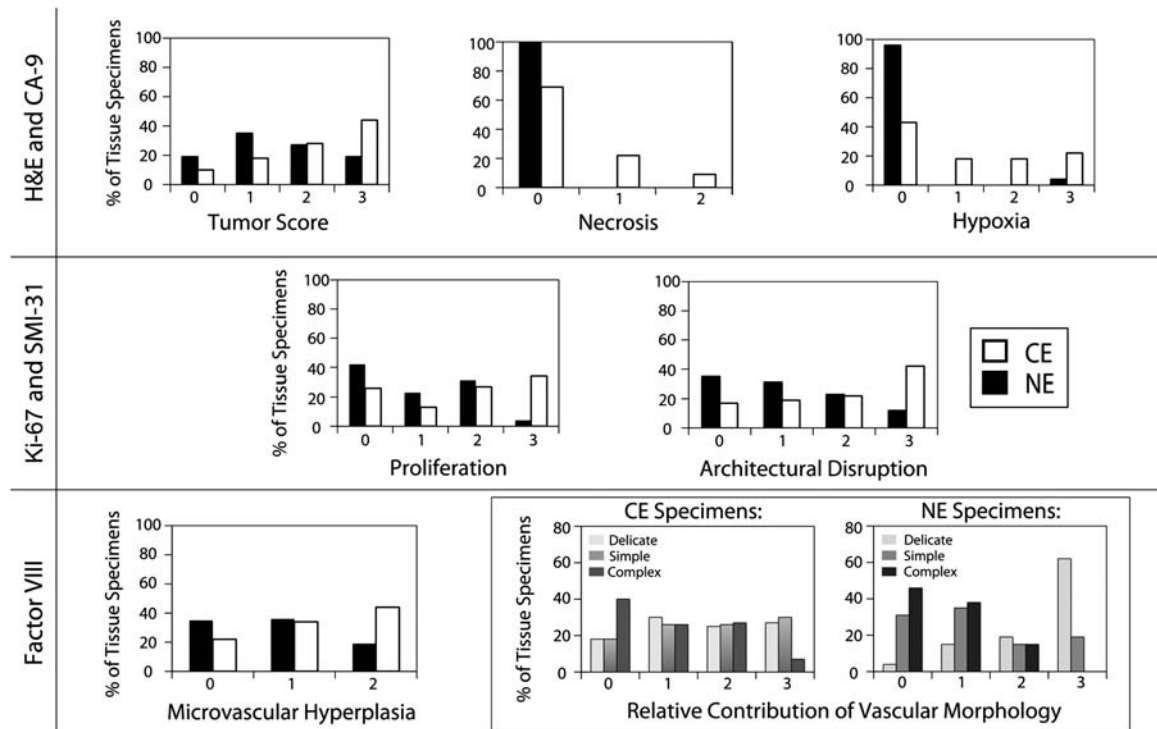 H&E and CA-9
% of Tissue Specimens
100
80
60
40
20
0
0 1 2 3
Tumor Score
100
80
60
40
20
0
0 1 2
Necrosis
100
80
60
40
20
0
0 1 2 3
Hypoxia
Ki-67 and SMI-31
% of Tissue Specimens
100
80
60
40
20
0
0 1 2 3
Proliferation
100
80
60
40
20
0
0 1 2 3
Architectural Disruption
CE
NE
Factor VIII
% of Tissue Specimens
100
80
60
40
20
0
0 1 2
Microvascular Hyperplasia
CE Specimens:
% of Tissue Specimens
80
60
40
20
0
Delicate
Simple
Complex
0 1 2 3
NE Specimens:
80
60
40
20
0
Delicate
Simple
Complex
0 1 2 3
Relative Contribution of Vascular Morphology